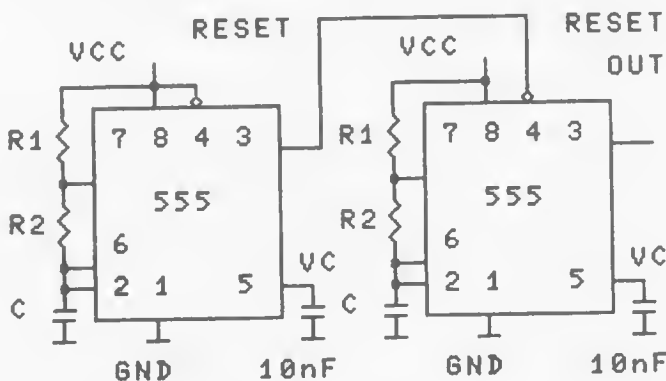 RESET RESET
VCC VCC OUT
7 8 4 3 7 8 4 3
R1 R1
555 555
R2 R2
6 6
VC VC
2 1 5 2 1 5
C C
GND 10nF GND 10nF